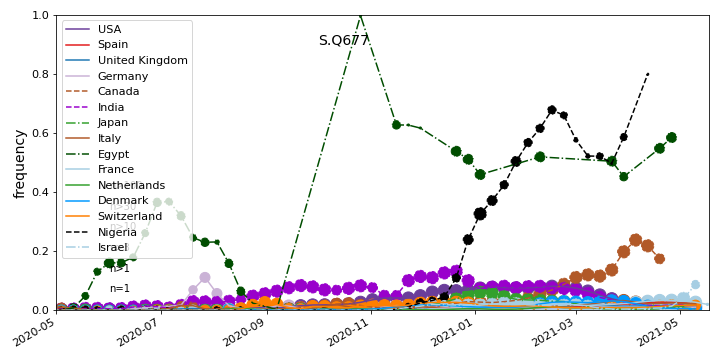 1.0
0.8
0.6
0.4
0.2
0.0
frequency
S.Q677
USA
Spain
United Kingdom
Germany
Canada
India
Japan
Italy
Egypt
France
Netherlands
Denmark
Switzerland
Nigeria
Israel
n>30
n>10
n>1
n=1
2020-05
2020-07
2020-09
2020-11
2021-01
2021-03
2021-05